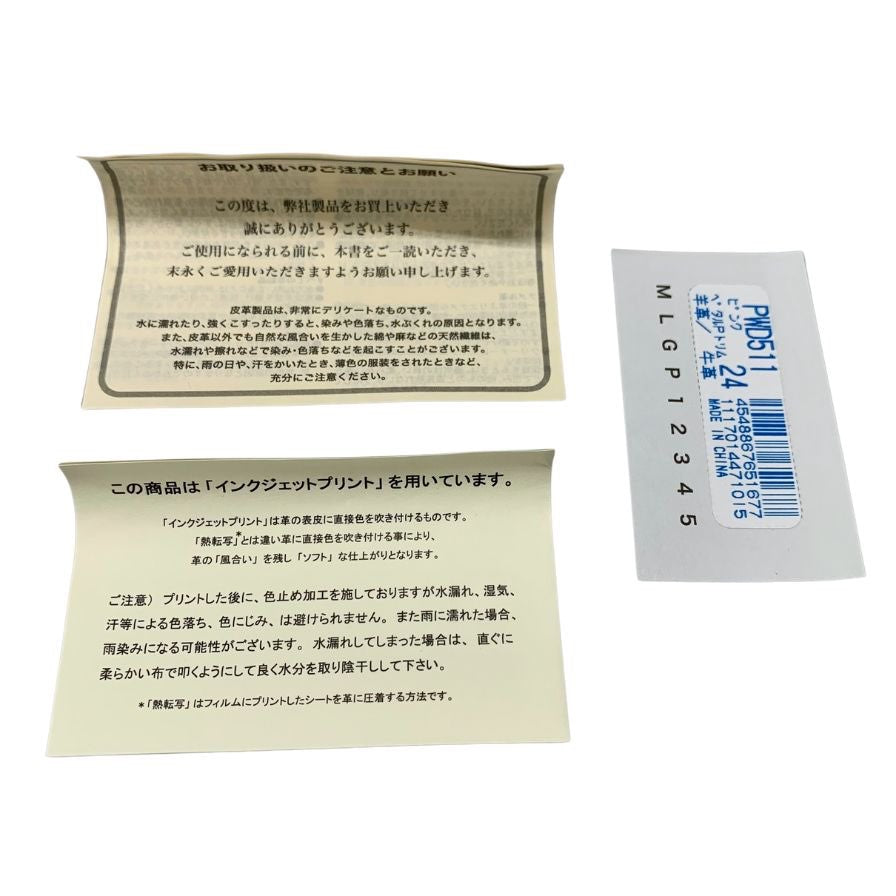 お取り扱いのご注意とお願い
この度は、弊社製品をお買上いただき
誠にありがとうございます。
ご使用になられる前に、本書をご一読いただき、
末永くご愛用いただきますようお願い申し上げます。
皮革製品は、非常にデリケートなものです。
水に濡れたり、強くこすったりすると、染みや色落ち、水ぶくれの原因となります。
また、皮革以外でも自然な風合いを生かした綿や麻などの天然繊維は、
水濡れや擦れなどで染み・色落ちなどを起こすことがございます。
特に、雨の日や、汗をかいたとき、薄色の服装をされたときなど、
充分にご注意ください。
この商品は「インクジェットプリント」を用いています。
「インクジェットプリント」は革の表皮に直接色を吹き付けるものです。
「熱転写」*とは違い革に直接色を吹き付ける事により、
革の「風合い」を残し「ソフト」な仕上がりとなります。
ご注意) プリントした後に、色止め加工を施しておりますが水漏れ、湿気、
汗等による色落ち、色にじみ、は避けられません。また雨に濡れた場合、
雨染みになる可能性がございます。水漏れしてしまった場合は、直ぐに
柔らかい布で叩くようにして良く水分を取り陰干しして下さい。
*「熱転写」はフィルムにプリントしたシートを革に圧着する方法です。
PWD511 24
ピンク
ペタルPトリム
羊革/ 牛革
4548867651677
1117014471015
MADE IN CHINA
M L G P 1 2 3 4 5